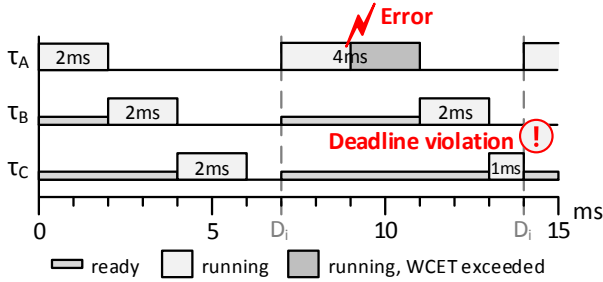 Error
τA 2ms 4ms
τB 2ms 2ms
Deadline violation !
τC 2ms 1ms
0 5 10 15 ms
Di Di
ready running running, WCET exceeded